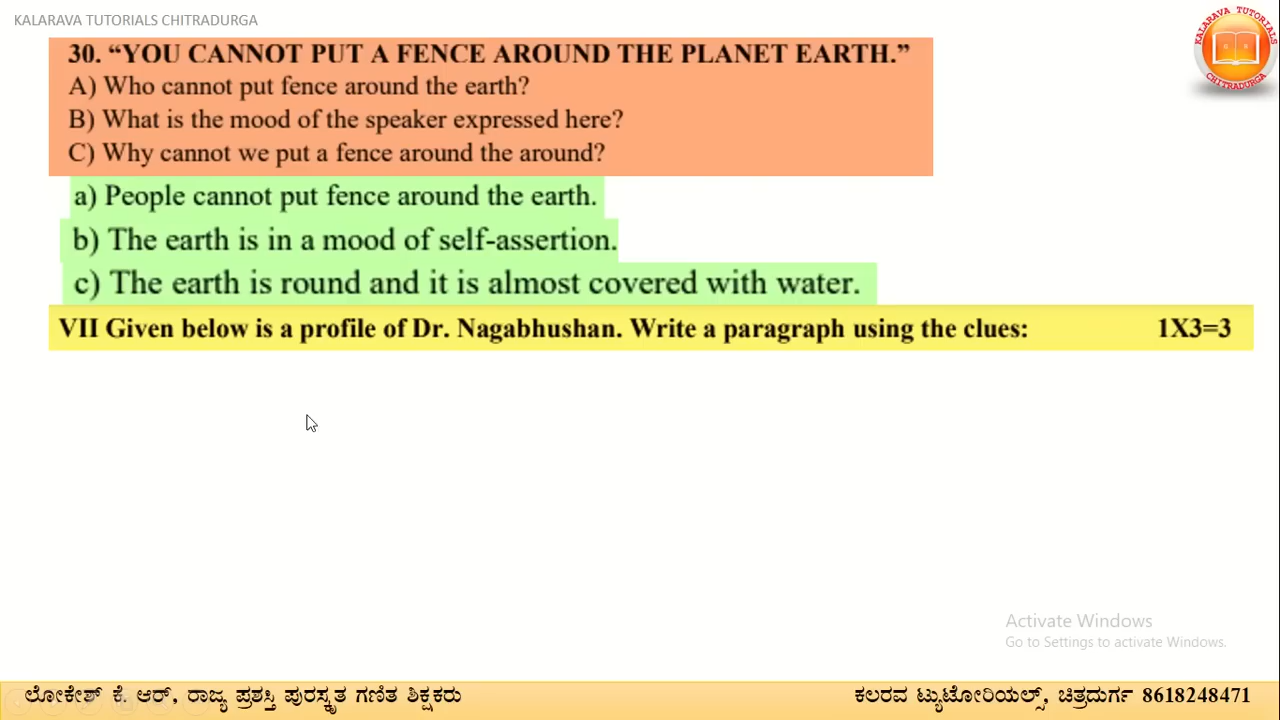 KALARAVA TUTORIALS CHITRADURGA
KALARAVA TUTORIALS
CHITRADURGA
30. “YOU CANNOT PUT A FENCE AROUND THE PLANET EARTH.”
A) Who cannot put fence around the earth?
B) What is the mood of the speaker expressed here?
C) Why cannot we put a fence around the around?
a) People cannot put fence around the earth.
b) The earth is in a mood of self-assertion.
c) The earth is round and it is almost covered with water.
VII Given below is a profile of Dr. Nagabhushan. Write a paragraph using the clues: 1X3=3
Activate Windows
Go to Settings to activate Windows.
ಲೋಕೇಶ್ ಕೆ ಆರ್, ರಾಜ್ಯ ಪ್ರಶಸ್ತಿ ಪುರಸ್ಕೃತ ಗಣಿತ ಶಿಕ್ಷಕರು ಕಲರವ ಟ್ಯುಟೋರಿಯಲ್ಸ್, ಚಿತ್ರದುರ್ಗ 8618248471